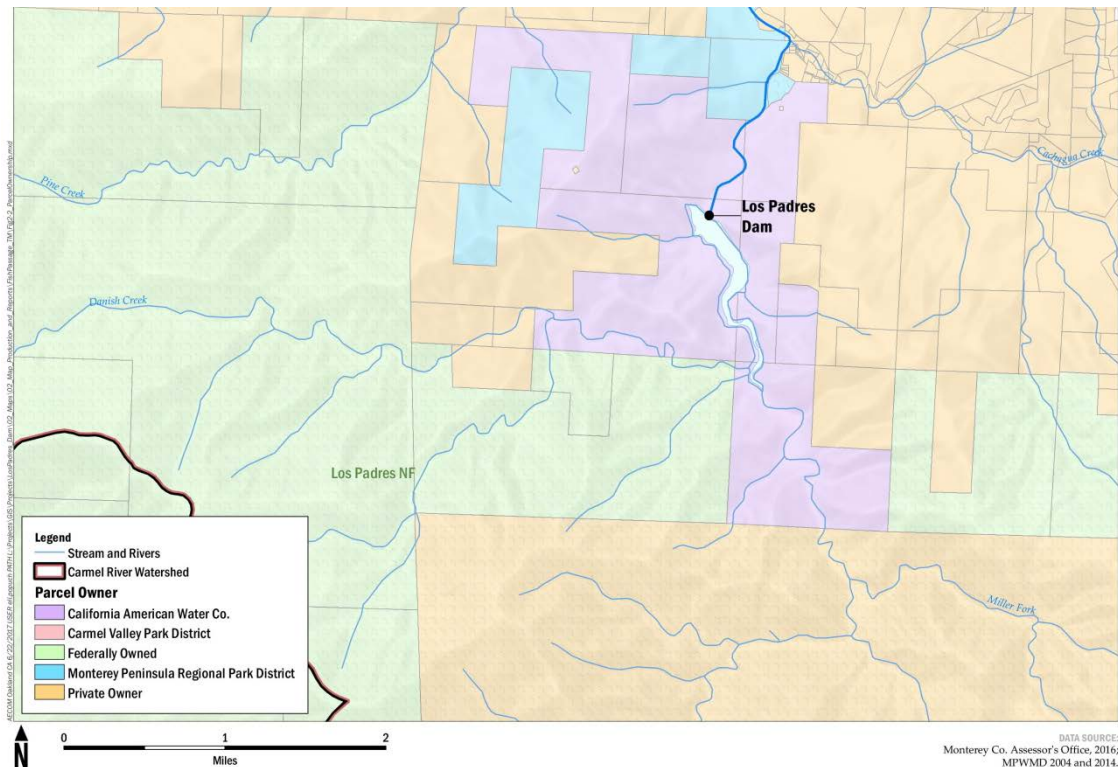 Pine Creek
Cachagua Creek
Los Padres
Dam
Danish Creek
Los Padres NF
Miller Fork
Legend
Stream and Rivers
Carmel River Watershed
Parcel Owner
California American Water Co.
Carmel Valley Park District
Federally Owned
Monterey Peninsula Regional Park District
Private Owner
N
0 1 2
Miles
DATA SOURCE:
Monterey Co. Assessor's Office, 2016;
MPWMD 2004 and 2014.